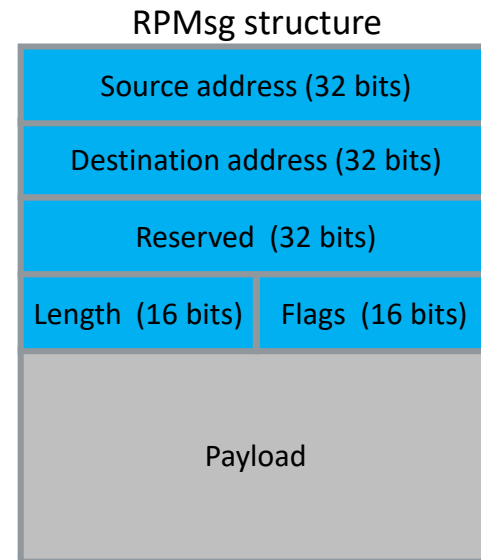 RPMsg structure
Source address (32 bits)
Destination address (32 bits)
Reserved (32 bits)
Length (16 bits) Flags (16 bits)
Payload